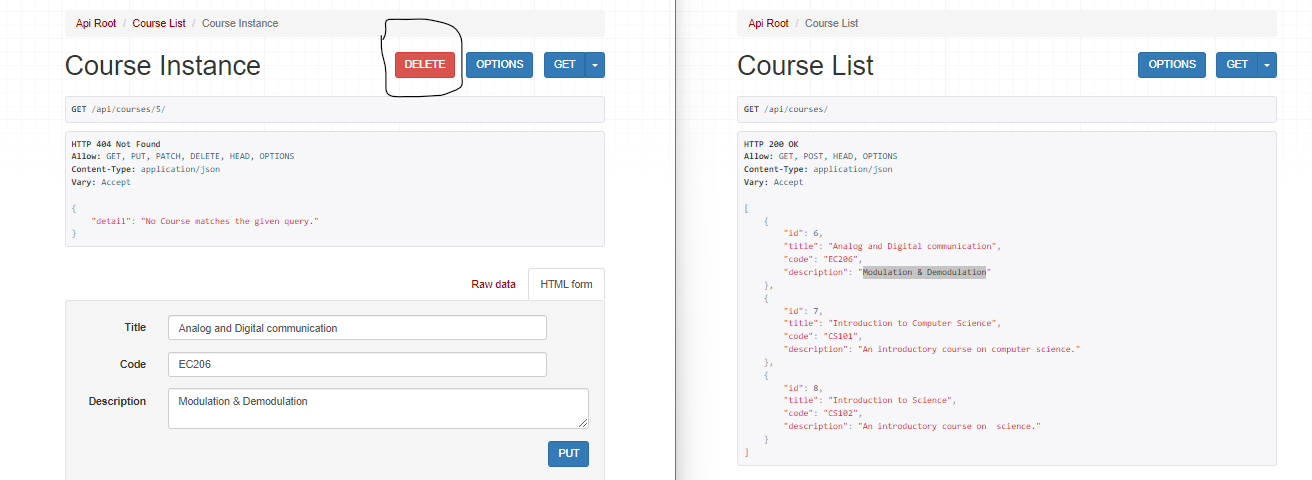 Api Root / Course List / Course Instance
Course Instance
DELETE
OPTIONS
GET
GET /api/courses/5/
HTTP 404 Not Found
Allow: GET, PUT, PATCH, DELETE, HEAD, OPTIONS
Content-Type: application/json
Vary: Accept
{
"detail": "No Course matches the given query."
}
Raw data
HTML form
Title
Analog and Digital communication
Code
EC206
Description
Modulation & Demodulation
PUT
Api Root / Course List
Course List
OPTIONS
GET
GET /api/courses/
HTTP 200 OK
Allow: GET, POST, HEAD, OPTIONS
Content-Type: application/json
Vary: Accept
[
{
"id": 6,
"title": "Analog and Digital communication",
"code": "EC206",
"description": "Modulation & Demodulation"
},
{
"id": 7,
"title": "Introduction to Computer Science",
"code": "CS101",
"description": "An introductory course on computer science."
},
{
"id": 8,
"title": "Introduction to Science",
"code": "CS102",
"description": "An introductory course on  science."
}
]